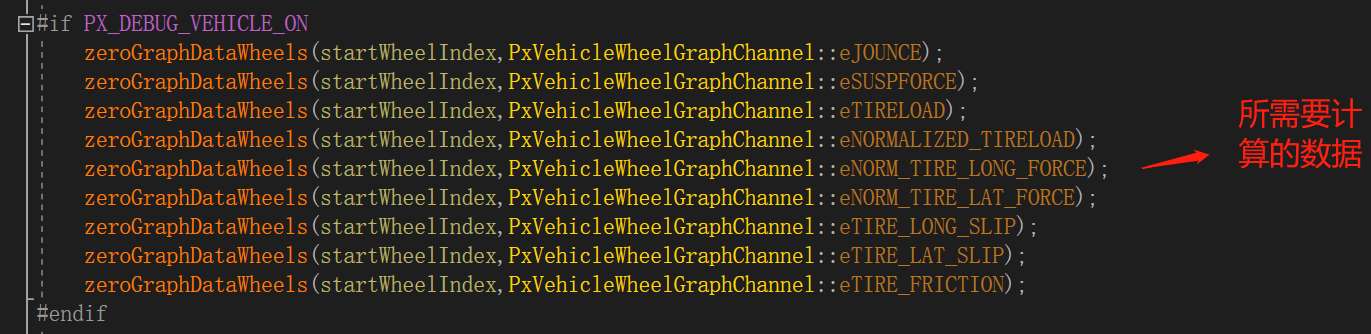 #if PX_DEBUG_VEHICLE_ON
zeroGraphDataWheels(startWheelIndex,PxVehicleWheelGraphChannel::eJOUNCE);
zeroGraphDataWheels(startWheelIndex,PxVehicleWheelGraphChannel::eSUSPFORCE);
zeroGraphDataWheels(startWheelIndex,PxVehicleWheelGraphChannel::eTIRELOAD);
zeroGraphDataWheels(startWheelIndex,PxVehicleWheelGraphChannel::eNORMALIZED_TIRELOAD);
zeroGraphDataWheels(startWheelIndex,PxVehicleWheelGraphChannel::eNORM_TIRE_LONG_FORCE);
zeroGraphDataWheels(startWheelIndex,PxVehicleWheelGraphChannel::eNORM_TIRE_LAT_FORCE);
zeroGraphDataWheels(startWheelIndex,PxVehicleWheelGraphChannel::eTIRE_LONG_SLIP);
zeroGraphDataWheels(startWheelIndex,PxVehicleWheelGraphChannel::eTIRE_LAT_SLIP);
zeroGraphDataWheels(startWheelIndex,PxVehicleWheelGraphChannel::eTIRE_FRICTION);
#endif
所需要计
算的数据